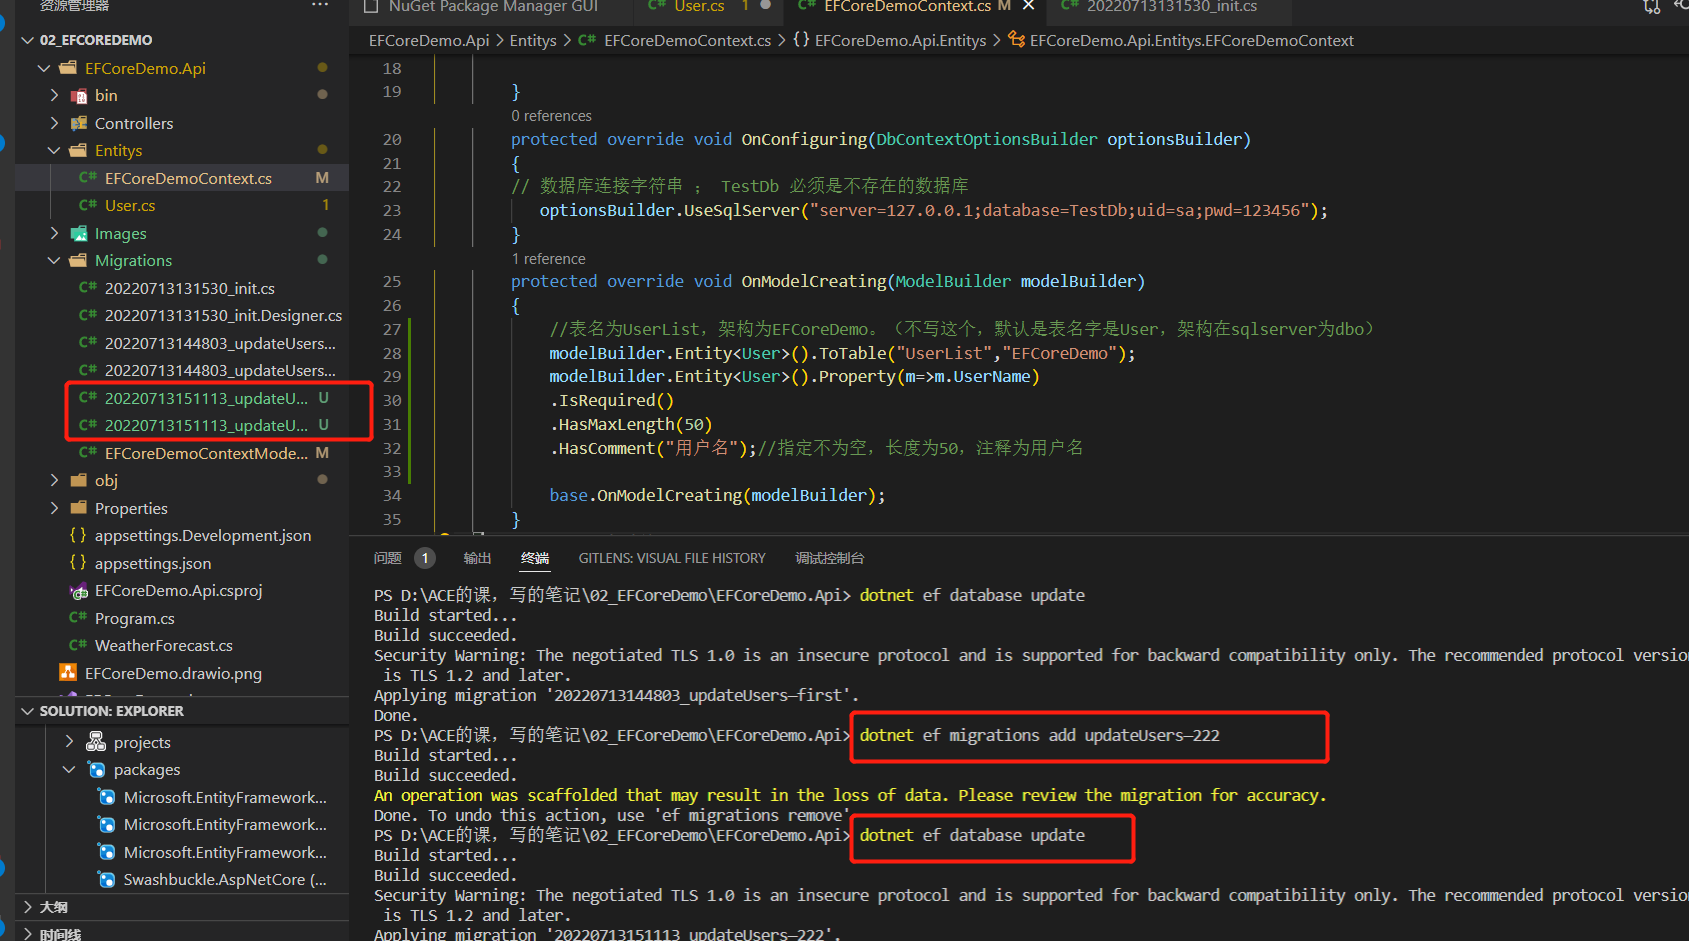 资源管理器 ···
NuGet Package Manager GUI
C# User.cs 1
C# EFCoreDemoContext.cs M
C# 20220713131530_init.cs
EFCoreDemo.Api > Entitys > C# EFCoreDemoContext.cs > {} EFCoreDemo.Api.Entitys > EFCoreDemo.Api.Entitys.EFCoreDemoContext
02_EFCOREDEMO
EFCoreDemo.Api
bin
Controllers
Entitys
C# EFCoreDemoContext.cs M
C# User.cs 1
Images
Migrations
C# 20220713131530_init.cs
C# 20220713131530_init.Designer.cs
C# 20220713144803_updateUsers...
C# 20220713144803_updateUsers...
C# 20220713151113_updateU... U
C# 20220713151113_updateU... U
C# EFCoreDemoContextMode... M
obj
Properties
{} appsettings.Development.json
{} appsettings.json
EFCoreDemo.Api.csproj
C# Program.cs
C# WeatherForecast.cs
EFCoreDemo.drawio.png
SOLUTION: EXPLORER
projects
packages
Microsoft.EntityFramework...
Microsoft.EntityFramework...
Microsoft.EntityFramework...
Swashbuckle.AspNetCore (...
大纲
时间线
18
19 }
0 references
20 protected override void OnConfiguring(DbContextOptionsBuilder optionsBuilder)
21 {
22 // 数据库连接字符串 ; TestDb 必须是不存在的数据库
23 optionsBuilder.UseSqlServer("server=127.0.0.1;database=TestDb;uid=sa;pwd=123456");
24 }
1 reference
25 protected override void OnModelCreating(ModelBuilder modelBuilder)
26 {
27 //表名为UserList，架构为EFCoreDemo。（不写这个，默认是表名字是User，架构在sqlserver为dbo）
28 modelBuilder.Entity<User>().ToTable("UserList","EFCoreDemo");
29 modelBuilder.Entity<User>().Property(m=>m.UserName)
30 .IsRequired()
31 .HasMaxLength(50)
32 .HasComment("用户名");//指定不为空，长度为50，注释为用户名
33
34 base.OnModelCreating(modelBuilder);
35 }
问题 1 输出 终端 GITLENS: VISUAL FILE HISTORY 调试控制台
PS D:\ACE的课，写的笔记\02_EFCoreDemo\EFCoreDemo.Api> dotnet ef database update
Build started...
Build succeeded.
Security Warning: The negotiated TLS 1.0 is an insecure protocol and is supported for backward compatibility only. The recommended protocol versio
is TLS 1.2 and later.
Applying migration '20220713144803_updateUsers—first'.
Done.
PS D:\ACE的课，写的笔记\02_EFCoreDemo\EFCoreDemo.Api> dotnet ef migrations add updateUsers—222
Build started...
Build succeeded.
An operation was scaffolded that may result in the loss of data. Please review the migration for accuracy.
Done. To undo this action, use 'ef migrations remove'
PS D:\ACE的课，写的笔记\02_EFCoreDemo\EFCoreDemo.Api> dotnet ef database update
Build started...
Build succeeded.
Security Warning: The negotiated TLS 1.0 is an insecure protocol and is supported for backward compatibility only. The recommended protocol versio
is TLS 1.2 and later.
Applying migration '20220713151113_updateUsers—222'.